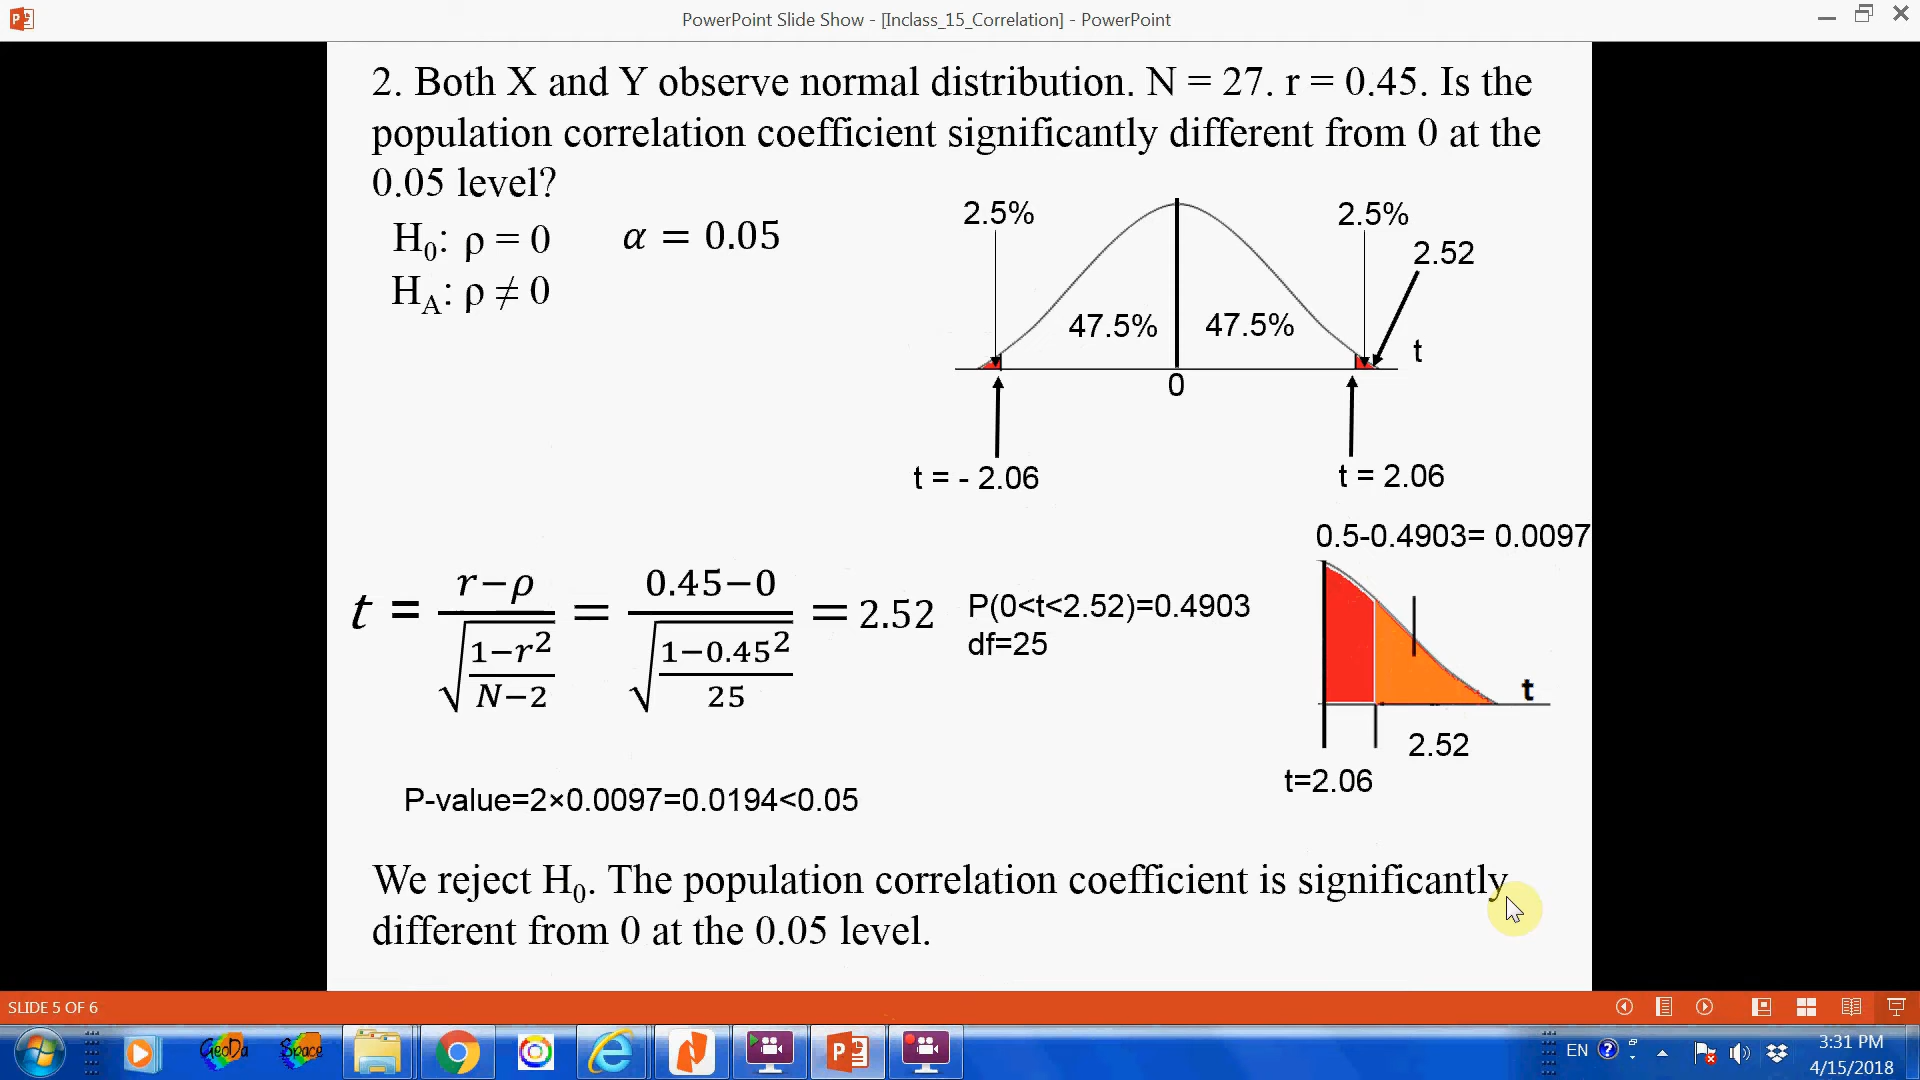 PowerPoint Slide Show - [Inclass_15_Correlation] - PowerPoint
2. Both X and Y observe normal distribution. N = 27. r = 0.45. Is the
population correlation coefficient significantly different from 0 at the
0.05 level?
H₀: ρ = 0
α = 0.05
H_A: ρ ≠ 0
2.5%
2.5%
2.52
47.5%
47.5%
t
0
t = - 2.06
t = 2.06
0.5-0.4903= 0.0097
t = (r−ρ)/√((1−r²)/(N−2)) = (0.45−0)/√((1−0.45²)/25) = 2.52
P(0<t<2.52)=0.4903
df=25
t
2.52
t=2.06
P-value=2×0.0097=0.0194<0.05
We reject H₀. The population correlation coefficient is significantly
different from 0 at the 0.05 level.
SLIDE 5 OF 6
GeoDa
Space
EN
3:31 PM
4/15/2018